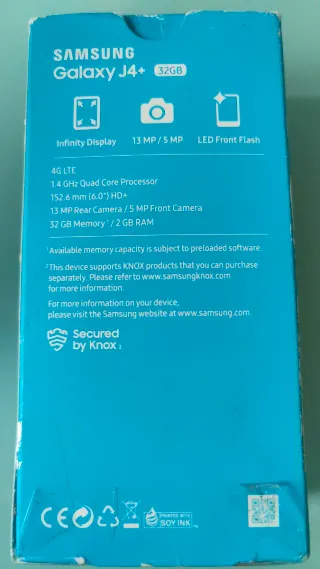 SAMSUNG
Galaxy J4+ 32GB
Infinity Display
13 MP / 5 MP
LED Front Flash
4G LTE
1.4 GHz Quad Core Processor
152.6 mm (6.0") HD+
13 MP Rear Camera / 5 MP Front Camera
32 GB Memory¹ / 2 GB RAM
¹Available memory capacity is subject to preloaded software.
²This device supports KNOX products that you can purchase
separately. Please refer to www.samsungknox.com
for more information.
For more information on your device,
please visit the Samsung website at www.samsung.com.
Secured
by Knox 2
CE
PRINTED WITH
SOY INK™